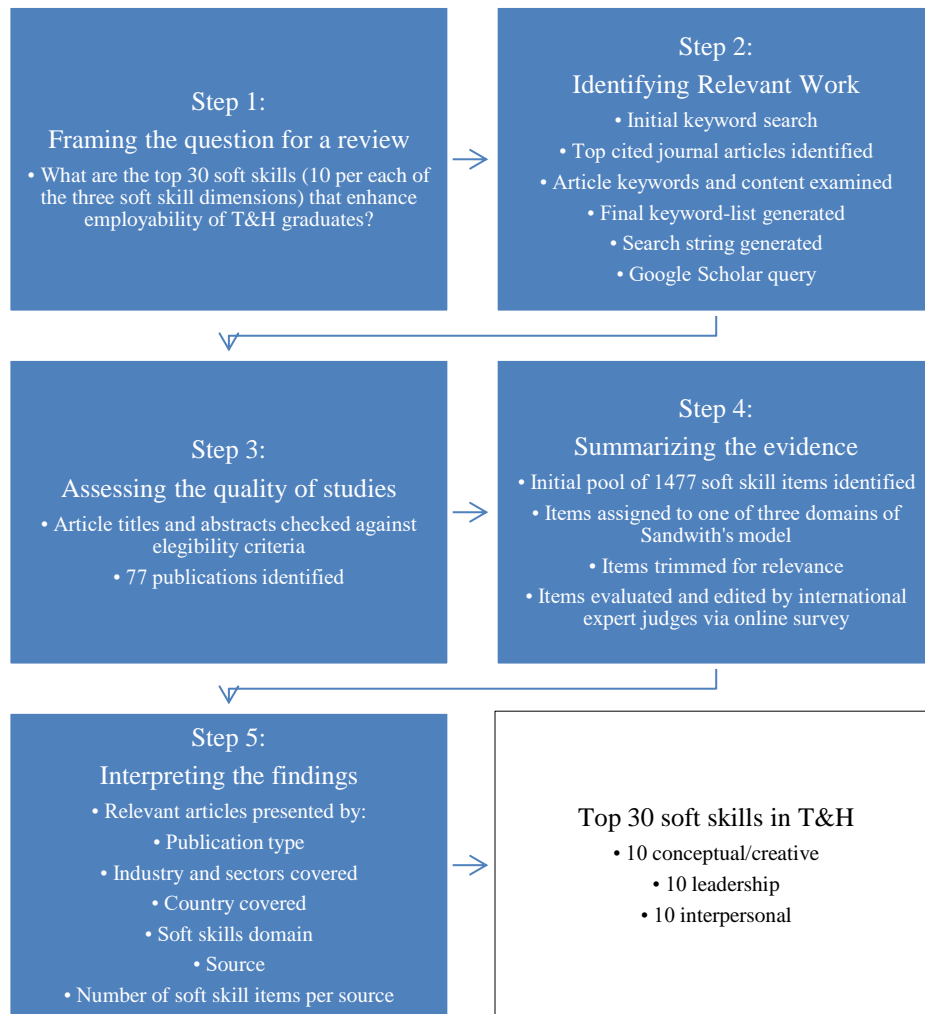 Step 1:
Framing the question for a review
• What are the top 30 soft skills (10 per each of
the three soft skill dimensions) that enhance
employability of T&H graduates?
Step 2:
Identifying Relevant Work
• Initial keyword search
• Top cited journal articles identified
• Article keywords and content examined
• Final keyword-list generated
• Search string generated
• Google Scholar query
Step 3:
Assessing the quality of studies
• Article titles and abstracts checked against
elegibility criteria
• 77 publications identified
Step 4:
Summarizing the evidence
• Initial pool of 1477 soft skill items identified
• Items assigned to one of three domains of
Sandwith's model
• Items trimmed for relevance
• Items evaluated and edited by international
expert judges via online survey
Step 5:
Interpreting the findings
• Relevant articles presented by:
• Publication type
• Industry and sectors covered
• Country covered
• Soft skills domain
• Source
• Number of soft skill items per source
Top 30 soft skills in T&H
• 10 conceptual/creative
• 10 leadership
• 10 interpersonal